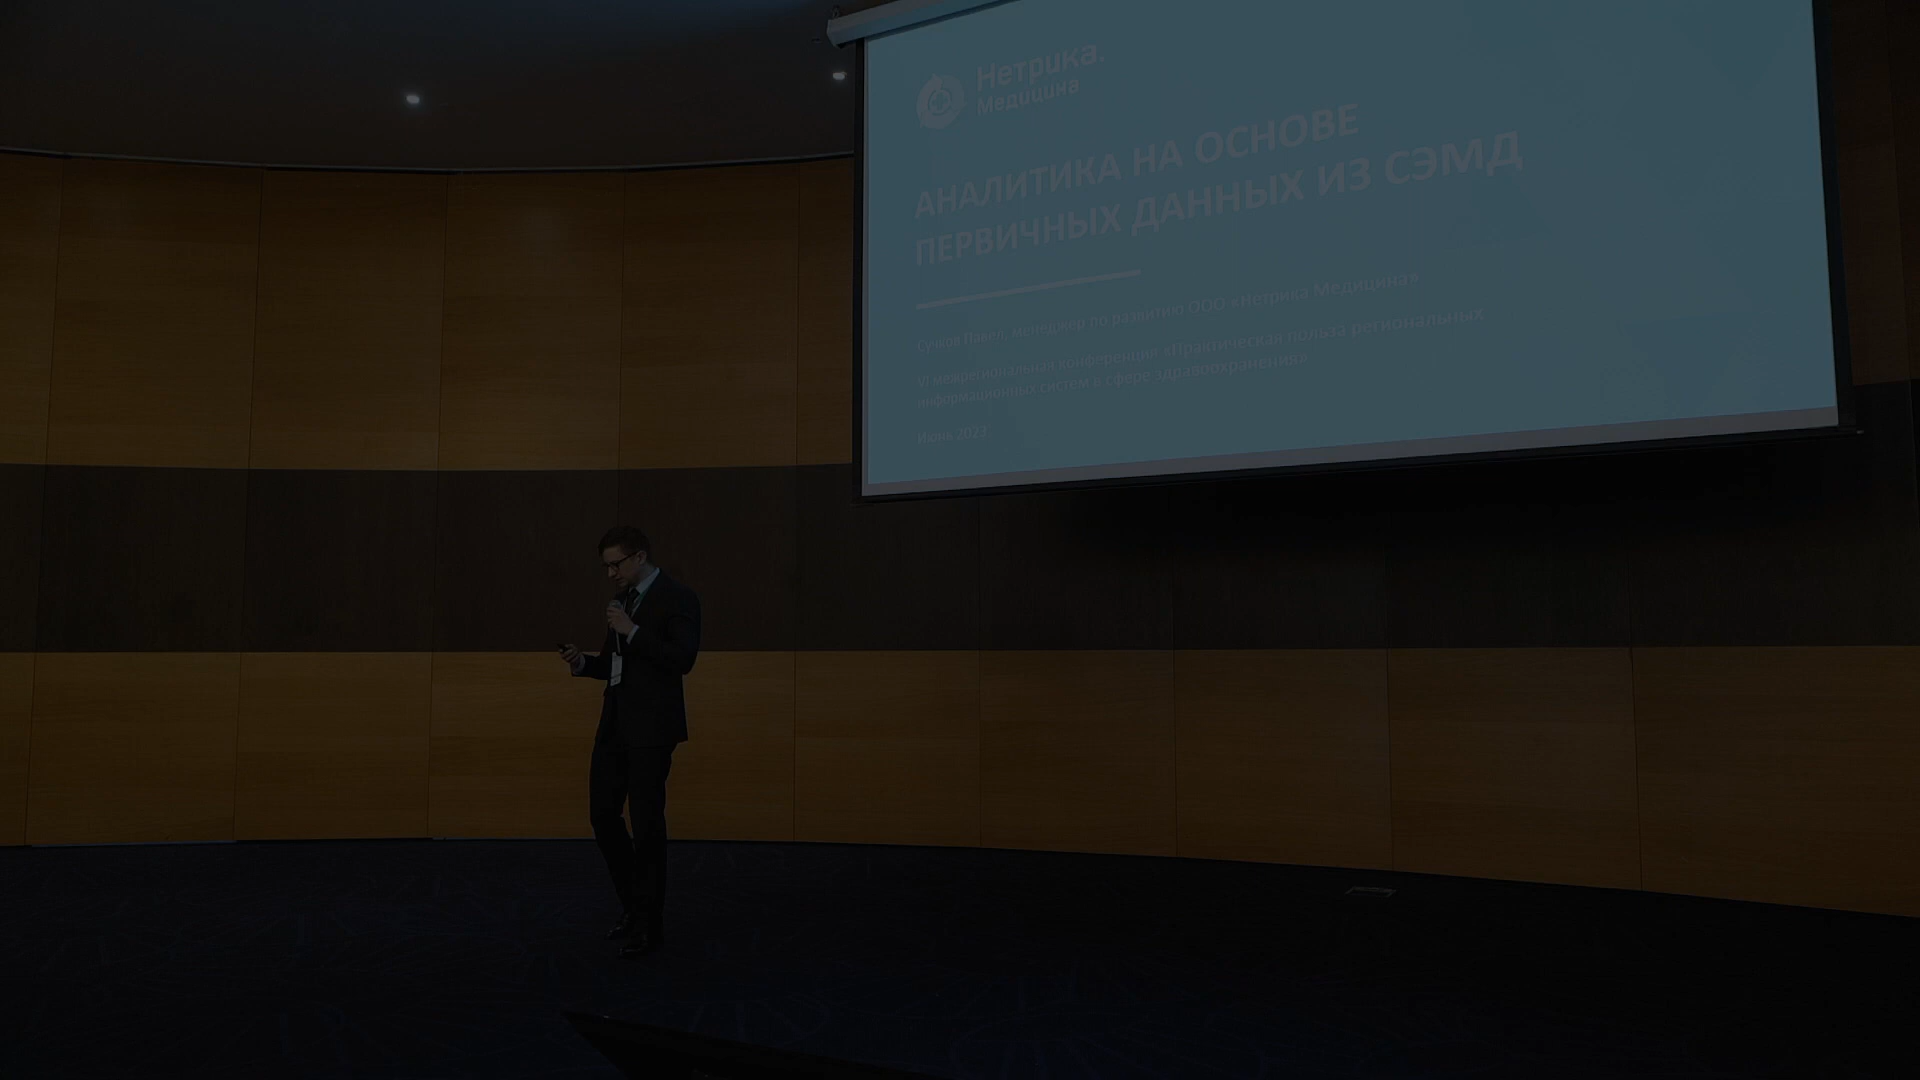 Нетрика.
Медицина
АНАЛИТИКА НА ОСНОВЕ
ПЕРВИЧНЫХ ДАННЫХ ИЗ СЭМД
Павел, менеджер по развитию ООО «Нетрика Медицина»
VI межрегиональная конференция «Практическая польза региональных
информационных систем в сфере здравоохранения»
Июнь 2023